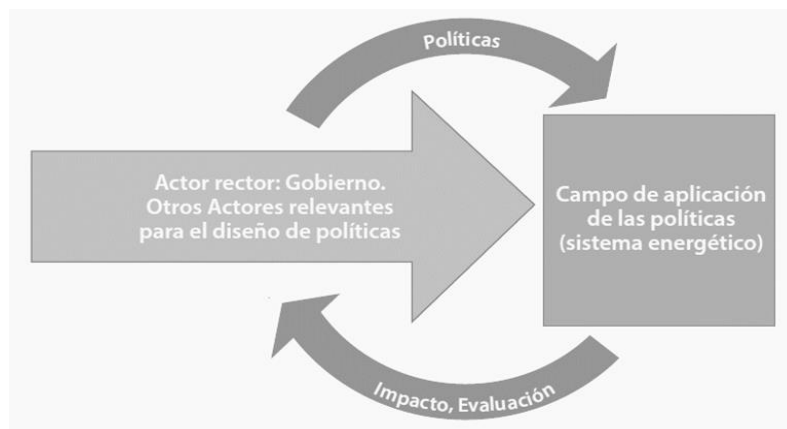 Políticas
Actor rector: Gobierno.
Otros Actores relevantes
para el diseño de políticas
Campo de aplicación
de las políticas
(sistema energético)
Impacto, Evaluación